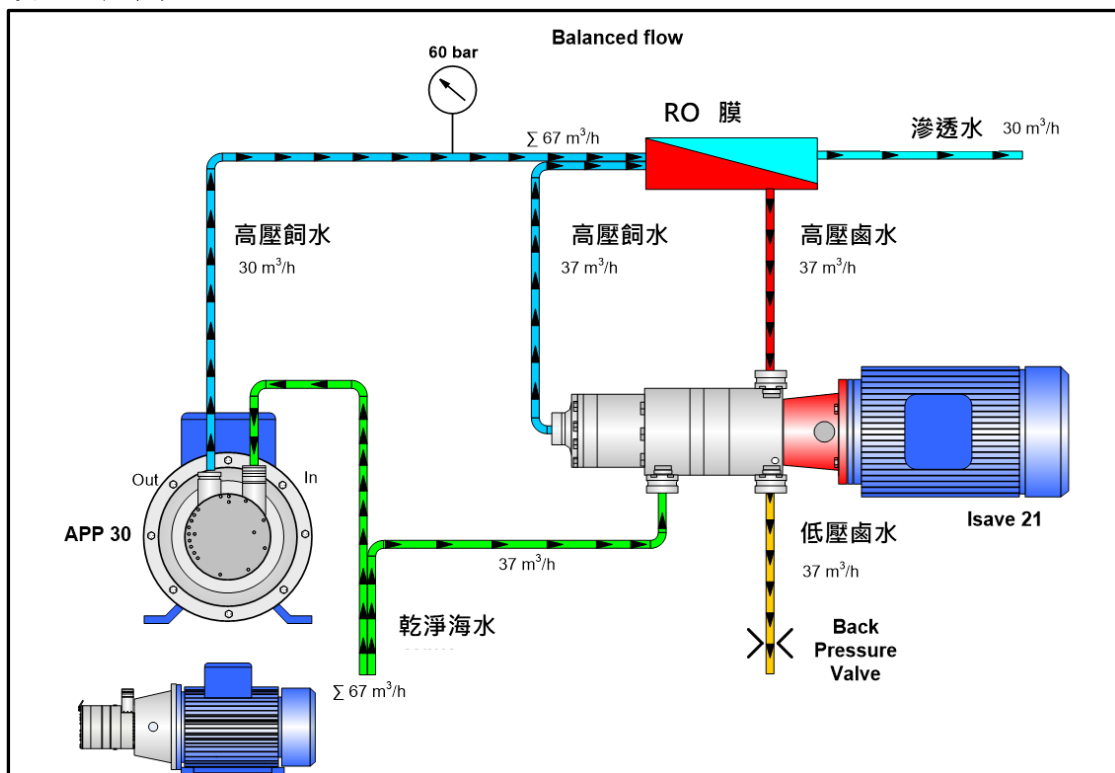 Balanced flow
60 bar
RO 膜
∑ 67 m³/h
滲透水 30 m³/h
高壓飼水
30 m³/h
高壓飼水
37 m³/h
高壓鹵水
37 m³/h
Out
In
APP 30
Isave 21
37 m³/h
低壓鹵水
37 m³/h
乾淨海水
Back
Pressure
Valve
∑ 67 m³/h